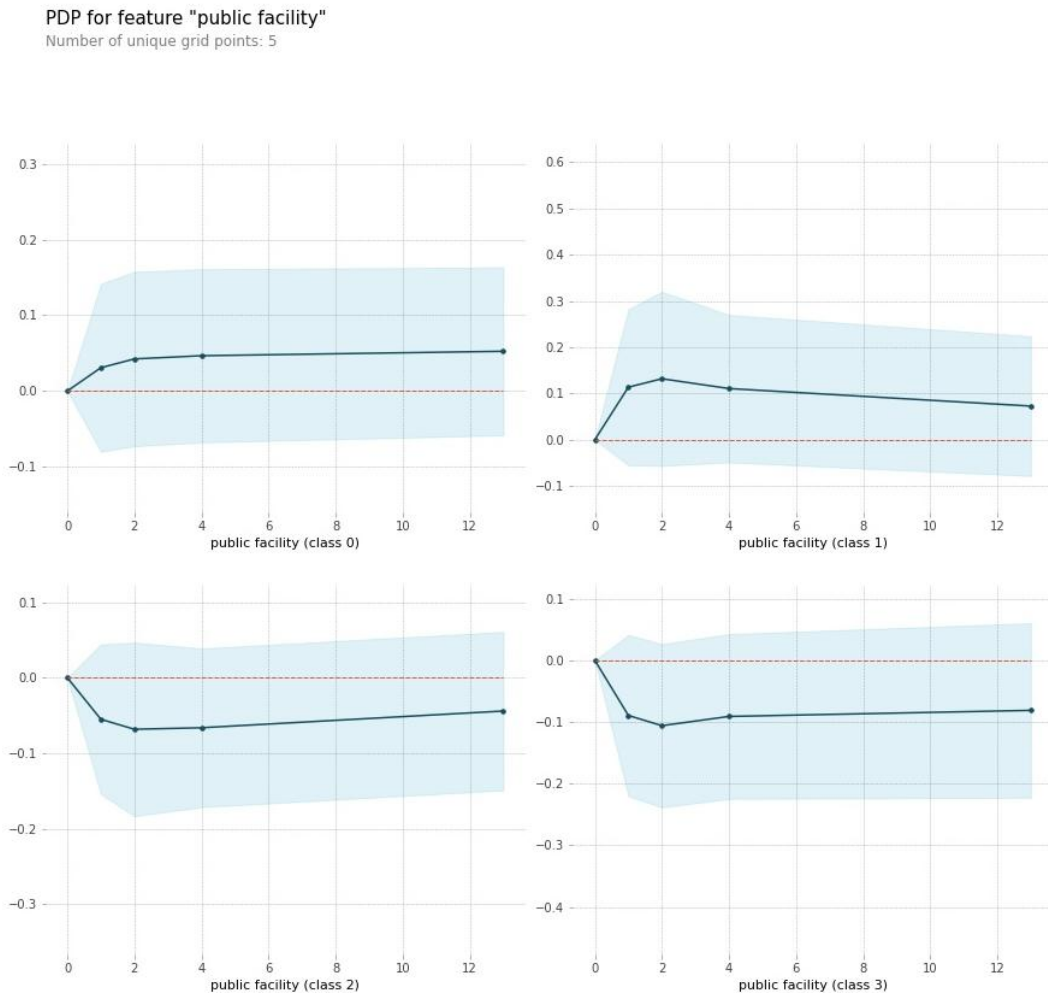 PDP for feature "public facility"
Number of unique grid points: 5
0.3
0.2
0.1
0.0
−0.1
0 2 4 6 8 10 12
public facility (class 0)
0.6
0.5
0.4
0.3
0.2
0.1
0.0
−0.1
0 2 4 6 8 10 12
public facility (class 1)
0.1
0.0
−0.1
−0.2
−0.3
0 2 4 6 8 10 12
public facility (class 2)
0.1
0.0
−0.1
−0.2
−0.3
−0.4
0 2 4 6 8 10 12
public facility (class 3)